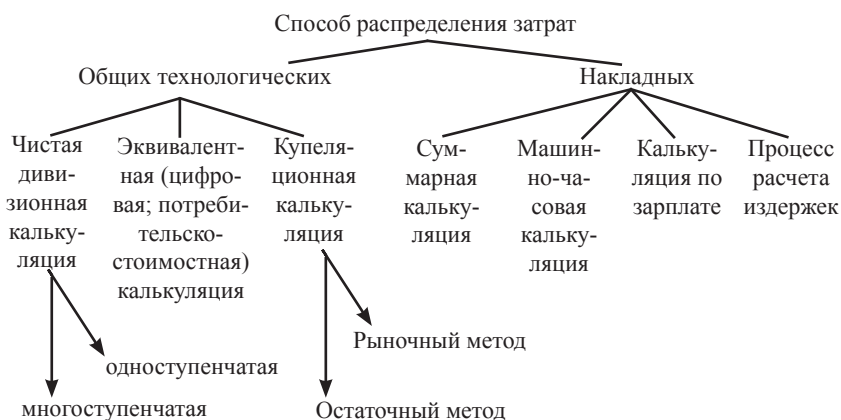 Способ распределения затрат
Общих технологических
Накладных
Чистая
диви-
зионная
кальку-
ляция
Эквивалент-
ная (цифро-
вая; потреби-
тельско-
стоимостная)
калькуляция
Купеля-
ционная
кальку-
ляция
Сум-
марная
кальку-
ляция
Машин-
но-ча-
совая
кальку-
ляция
Кальку-
ляция по
зарплате
Процесс
расчета
издержек
Рыночный метод
одноступенчатая
многоступенчатая
Остаточный метод